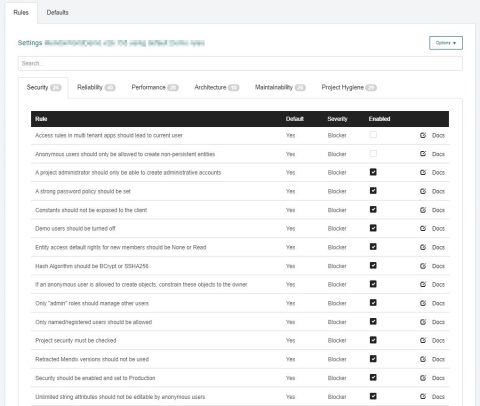 Rules Defaults
Settings
Options
Search...
Security Reliability Performance Architecture Maintainability Project Hygiene
Rule Default Severity Enabled
Access rules in multi tenant apps should lead to current user Yes Blocker Docs
Anonymous users should only be allowed to create non-persistent entities Yes Blocker Docs
A project administrator should only be able to create administrative accounts Yes Blocker Docs
A strong password policy should be set Yes Blocker Docs
Constants should not be exposed to the client Yes Blocker Docs
Demo users should be turned off Yes Blocker Docs
Entity access default rights for new members should be None or Read Yes Blocker Docs
Hash Algorithm should be BCrypt or SSHA256 Yes Blocker Docs
If an anonymous user is allowed to create objects, constrain these objects to the owner Yes Blocker Docs
Only "admin" roles should manage other users Yes Blocker Docs
Only named/registered users should be allowed Yes Blocker Docs
Project security must be checked Yes Blocker Docs
Retracted Mendix versions should not be used Yes Blocker Docs
Security should be enabled and set to Production Yes Blocker Docs
Unlimited string attributes should not be editable by anonymous users Yes Blocker Docs